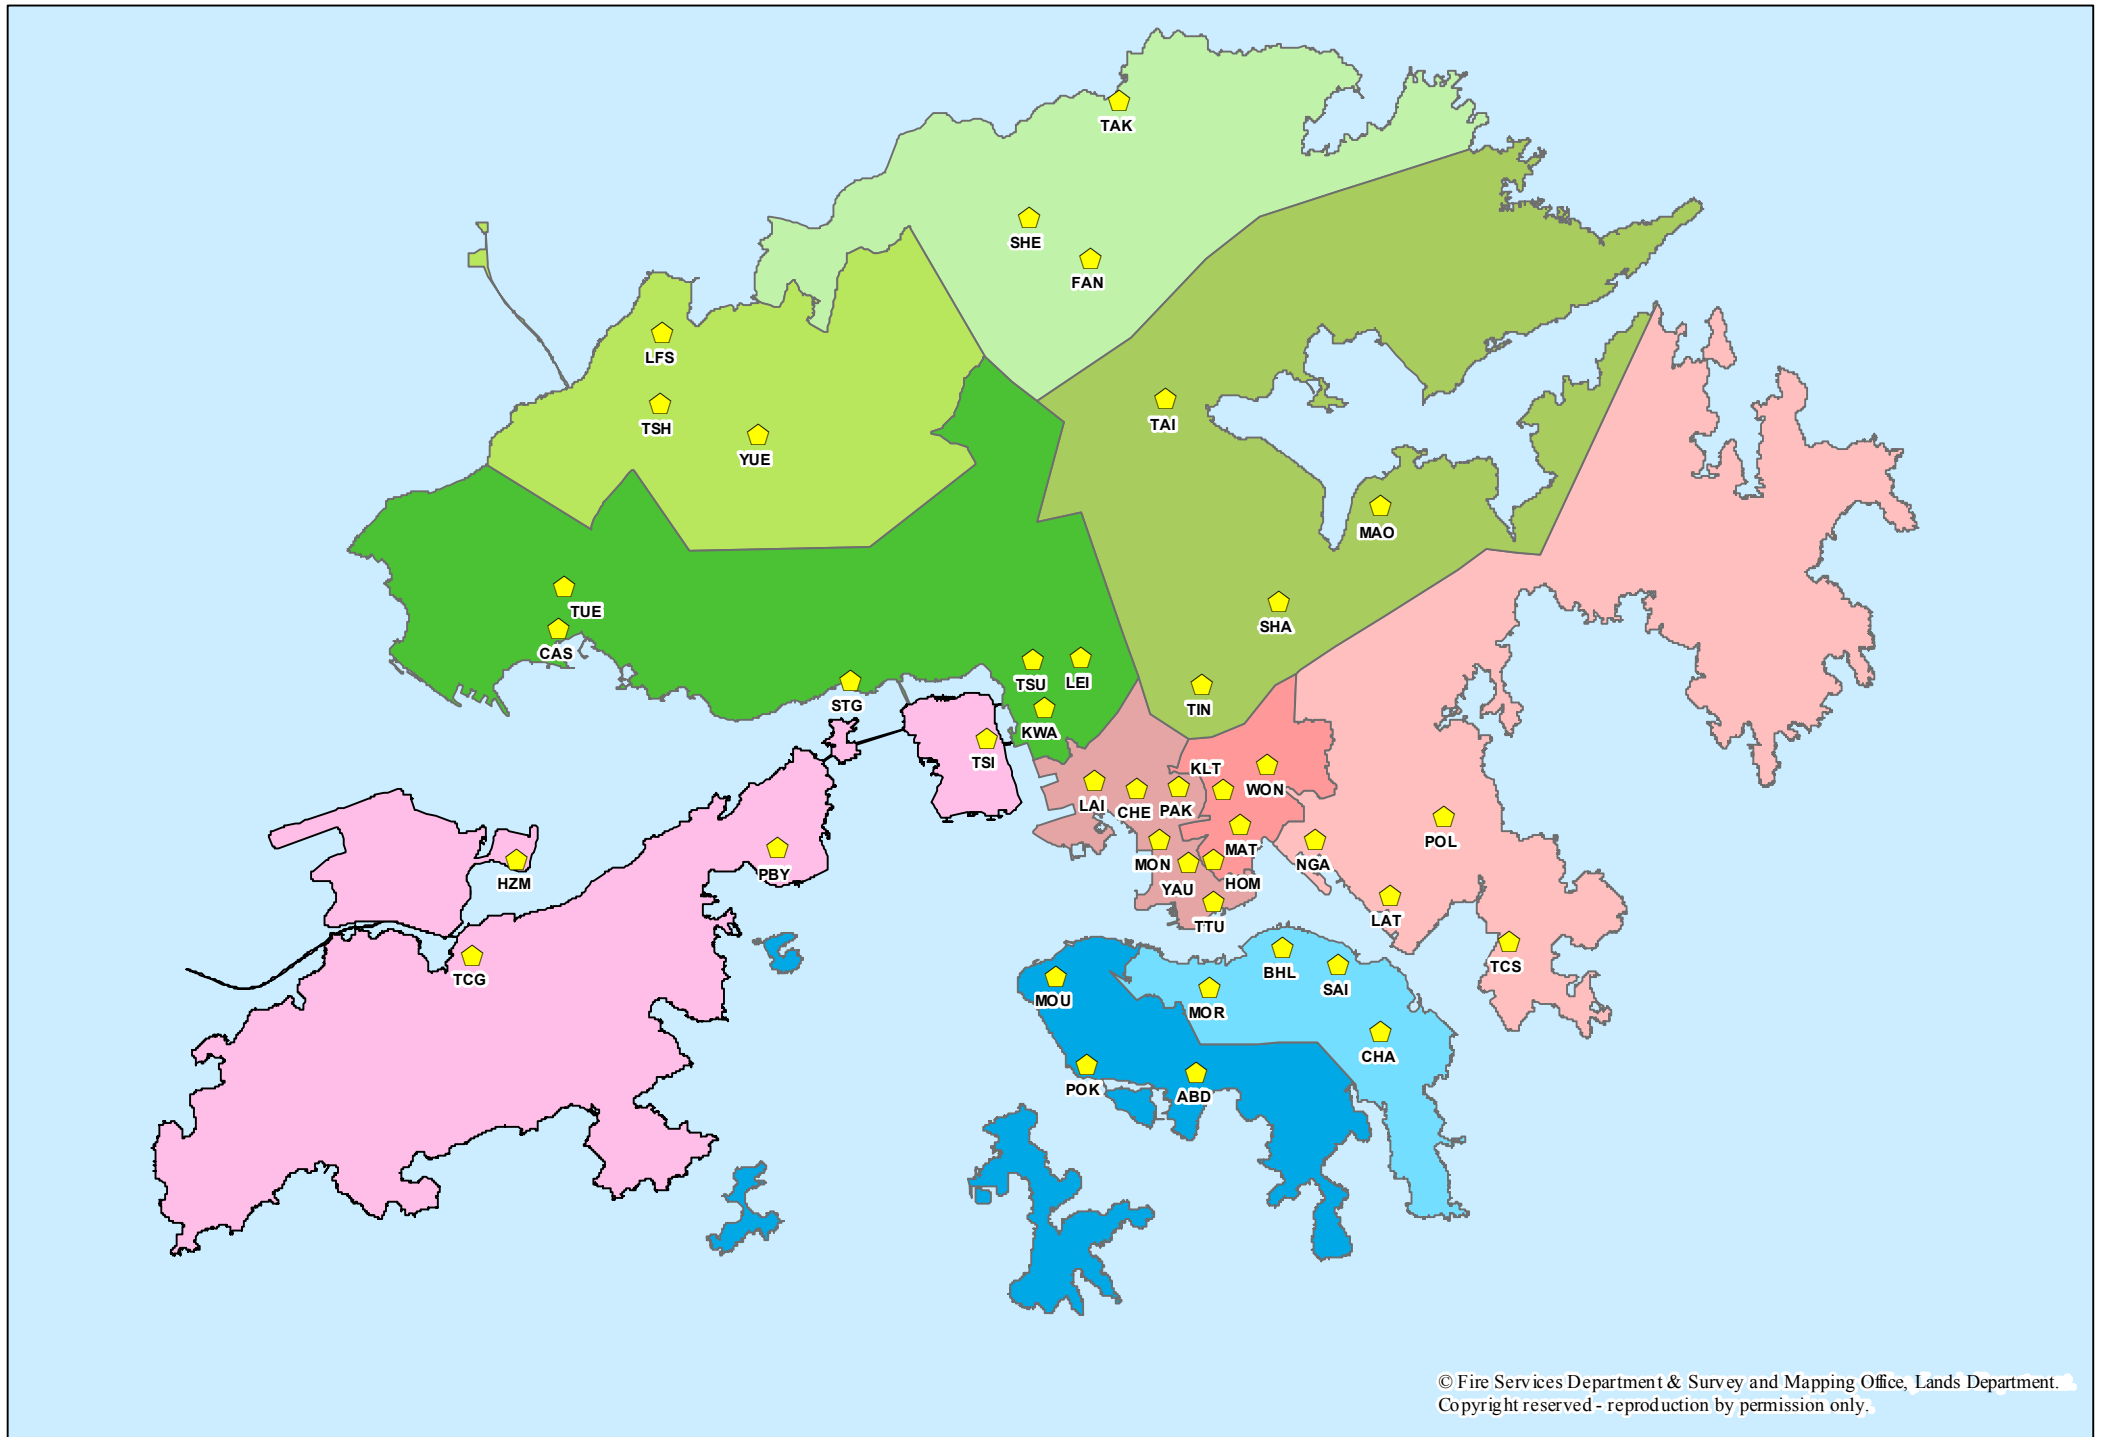 TAK
SHE
FAN
LFS
TSH
YUE
TAI
MAO
TUE
CAS
SHA
TSU
LEI
STG
KWA
TIN
TSI
KLT
WON
LAI
CHE
PAK
POL
MAT
MON
NGA
PBY
HZM
YAU
HOM
LAT
TTU
TCG
TCS
BHL
SAI
MOU
MOR
CHA
POK
ABD
© Fire Services Department & Survey and Mapping Office, Lands Department.
Copyright reserved - reproduction by permission only.